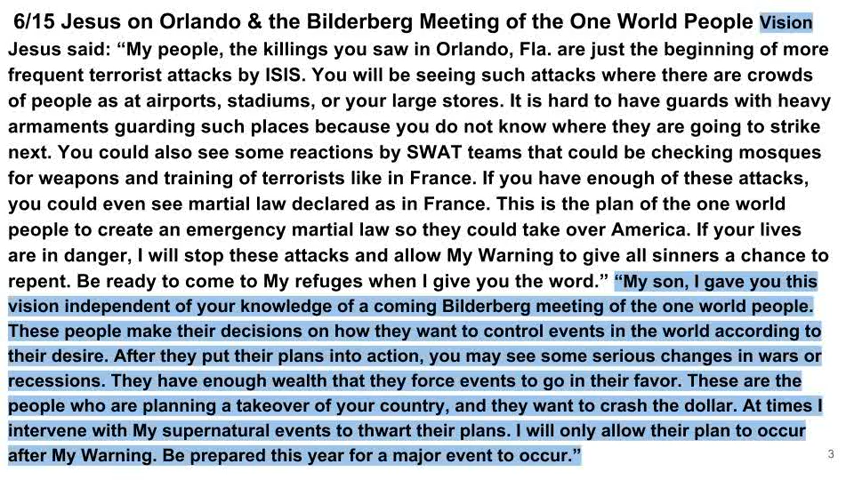 6/15 Jesus on Orlando & the Bilderberg Meeting of the One World People Vision
Jesus said: “My people, the killings you saw in Orlando, Fla. are just the beginning of more
frequent terrorist attacks by ISIS. You will be seeing such attacks where there are crowds
of people as at airports, stadiums, or your large stores. It is hard to have guards with heavy
armaments guarding such places because you do not know where they are going to strike
next. You could also see some reactions by SWAT teams that could be checking mosques
for weapons and training of terrorists like in France. If you have enough of these attacks,
you could even see martial law declared as in France. This is the plan of the one world
people to create an emergency martial law so they could take over America. If your lives
are in danger, I will stop these attacks and allow My Warning to give all sinners a chance to
repent. Be ready to come to My refuges when I give you the word.” “My son, I gave you this
vision independent of your knowledge of a coming Bilderberg meeting of the one world people.
These people make their decisions on how they want to control events in the world according to
their desire. After they put their plans into action, you may see some serious changes in wars or
recessions. They have enough wealth that they force events to go in their favor. These are the
people who are planning a takeover of your country, and they want to crash the dollar. At times I
intervene with My supernatural events to thwart their plans. I will only allow their plan to occur
after My Warning. Be prepared this year for a major event to occur.”
3